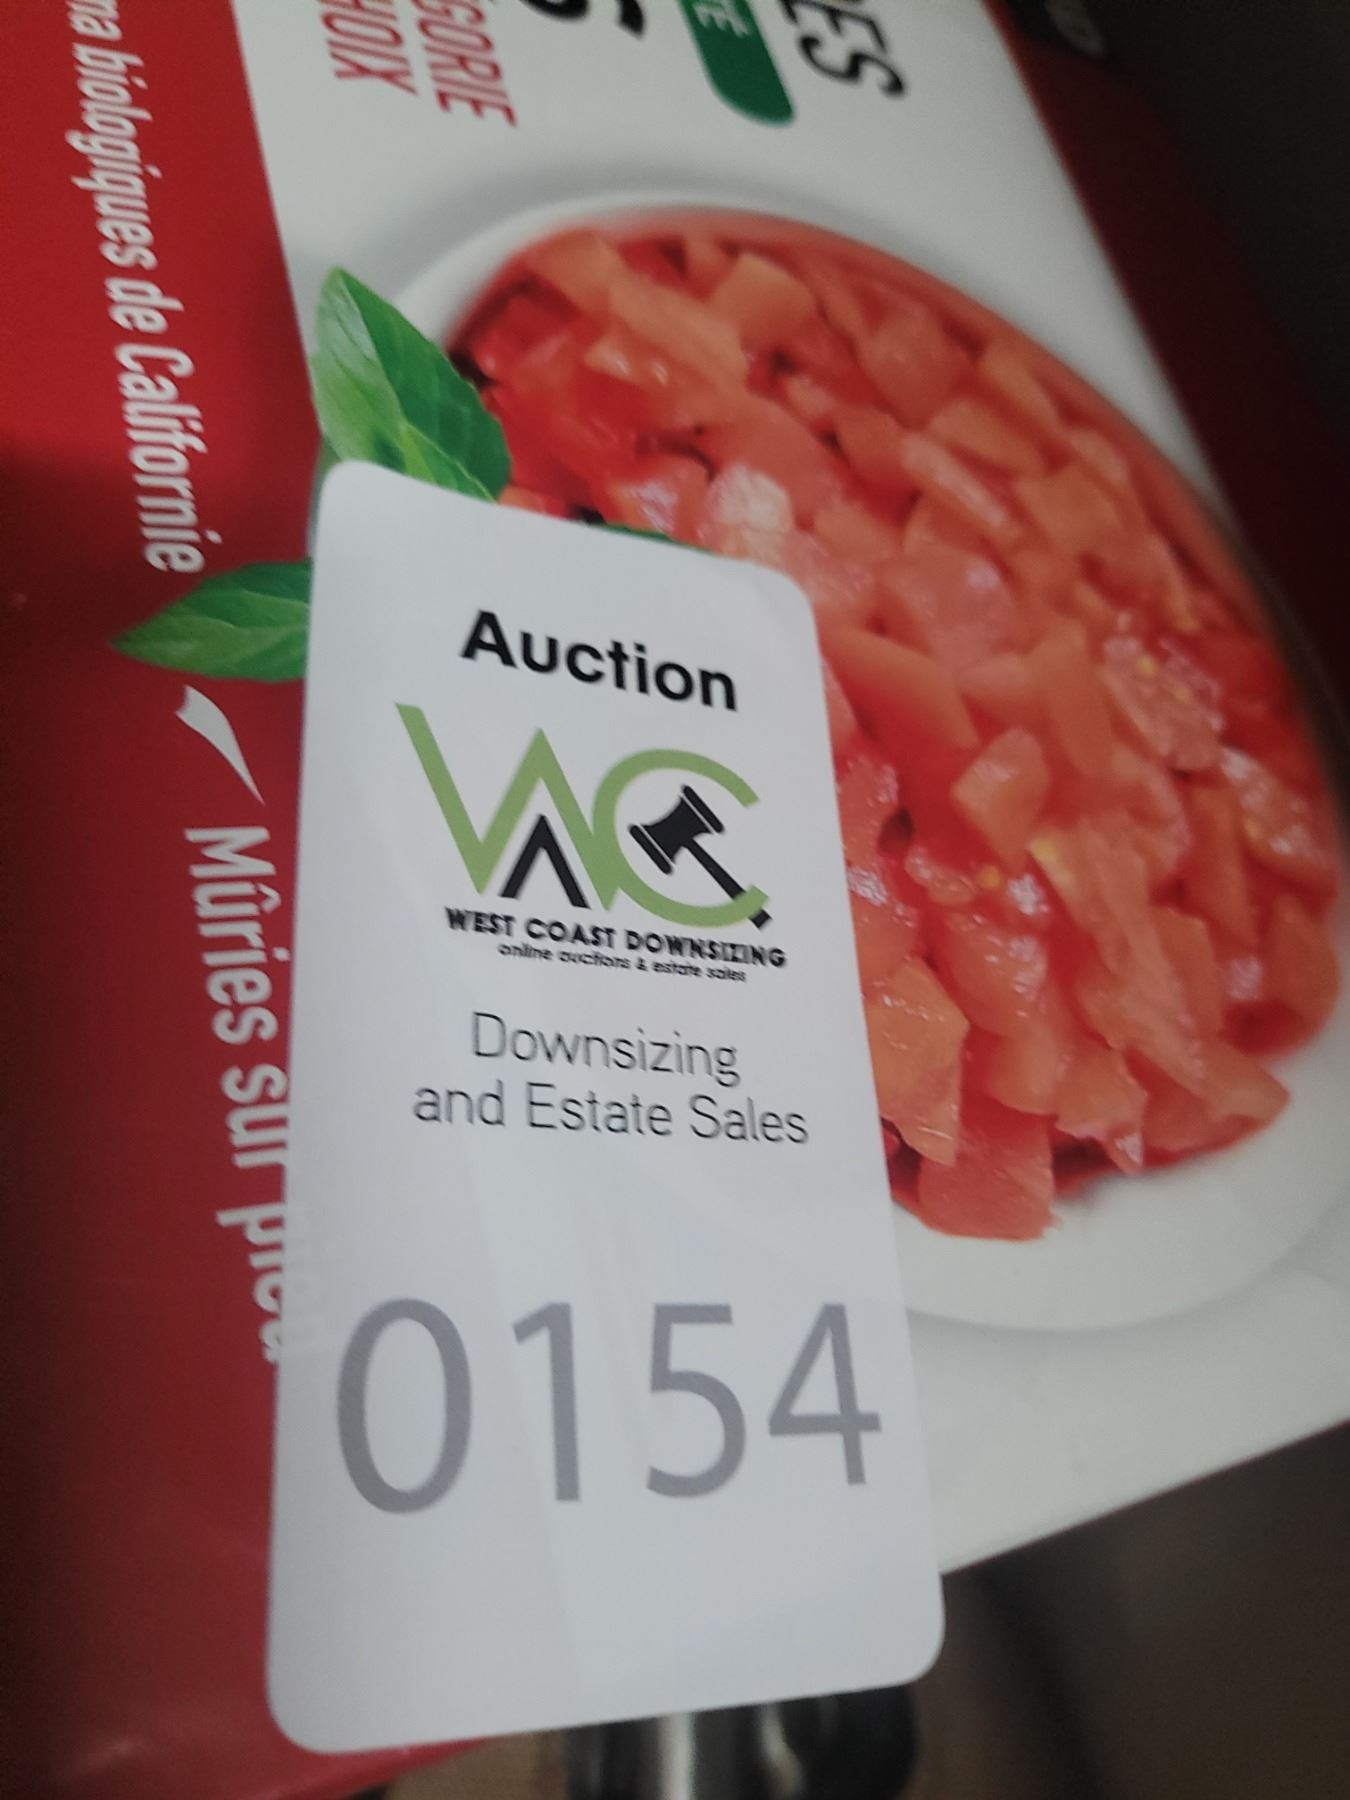 Auction
WEST COAST DOWNSIZING
online auctions & estate sales
Downsizing
and Estate Sales
0154
biologiques de Californie
Mûries sur